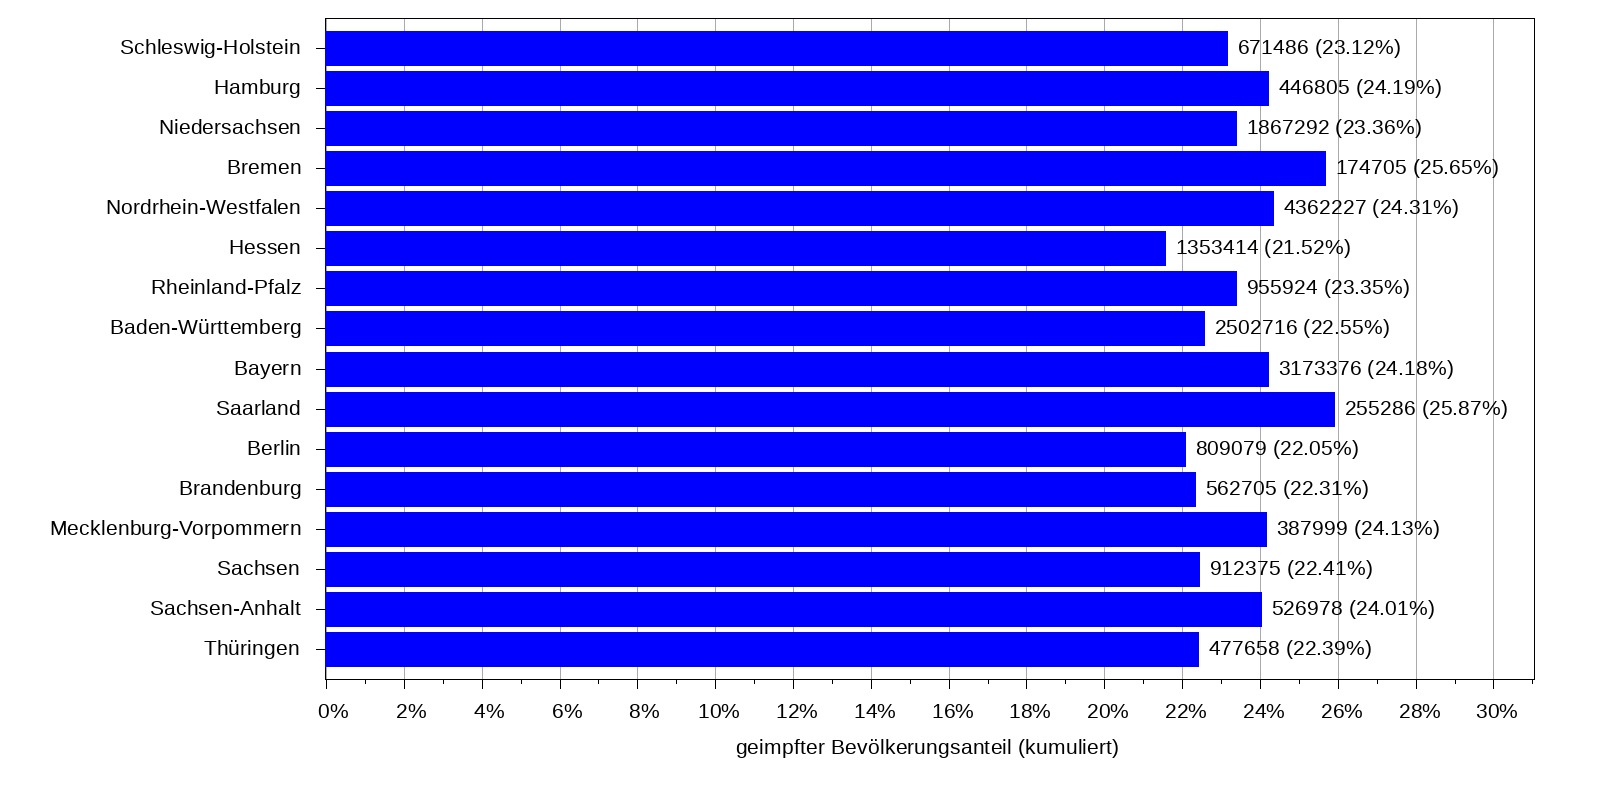 Schleswig-Holstein 671486 (23.12%)
Hamburg 446805 (24.19%)
Niedersachsen 1867292 (23.36%)
Bremen 174705 (25.65%)
Nordrhein-Westfalen 4362227 (24.31%)
Hessen 1353414 (21.52%)
Rheinland-Pfalz 955924 (23.35%)
Baden-Württemberg 2502716 (22.55%)
Bayern 3173376 (24.18%)
Saarland 255286 (25.87%)
Berlin 809079 (22.05%)
Brandenburg 562705 (22.31%)
Mecklenburg-Vorpommern 387999 (24.13%)
Sachsen 912375 (22.41%)
Sachsen-Anhalt 526978 (24.01%)
Thüringen 477658 (22.39%)
0% 2% 4% 6% 8% 10% 12% 14% 16% 18% 20% 22% 24% 26% 28% 30%
geimpfter Bevölkerungsanteil (kumuliert)